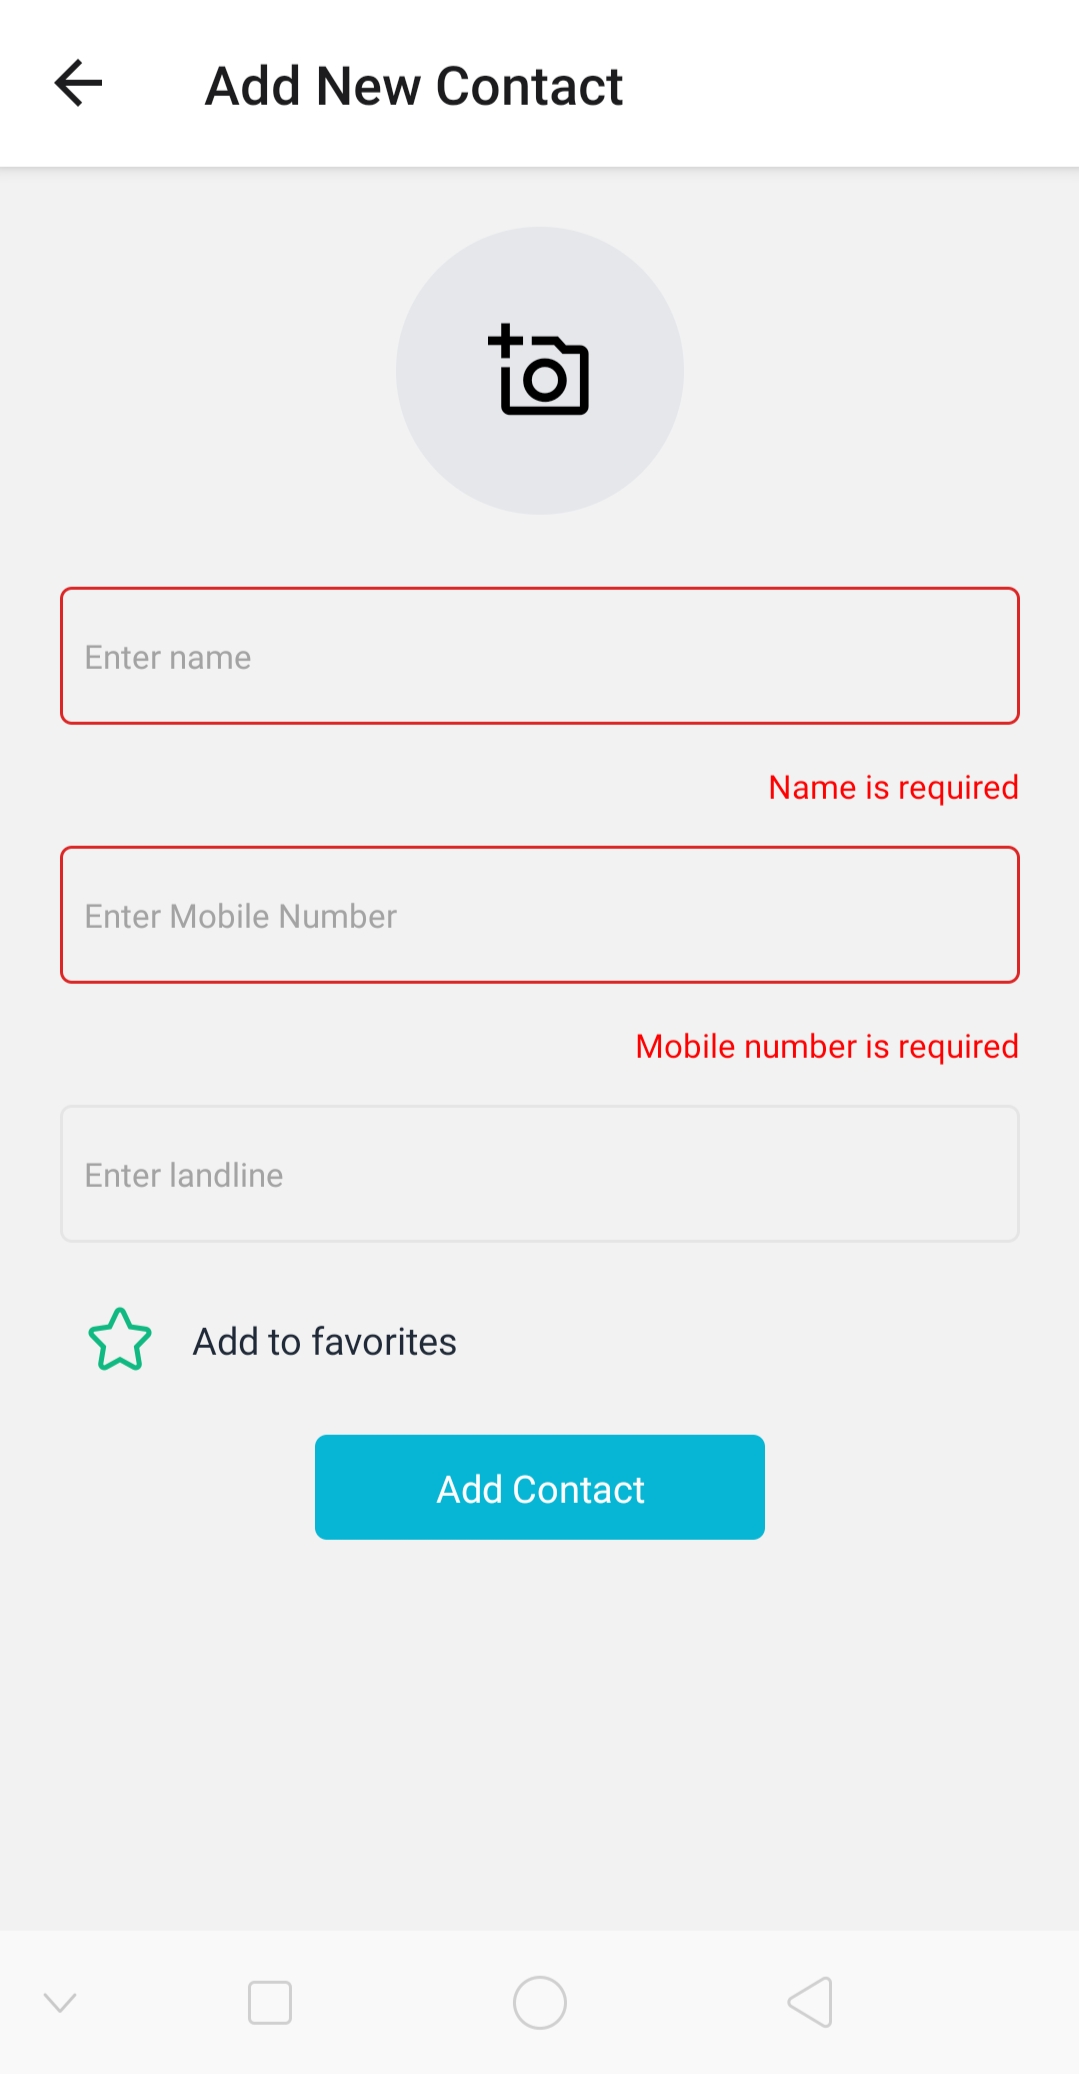 Add New Contact
Enter name
Name is required
Enter Mobile Number
Mobile number is required
Enter landline
Add to favorites
Add Contact